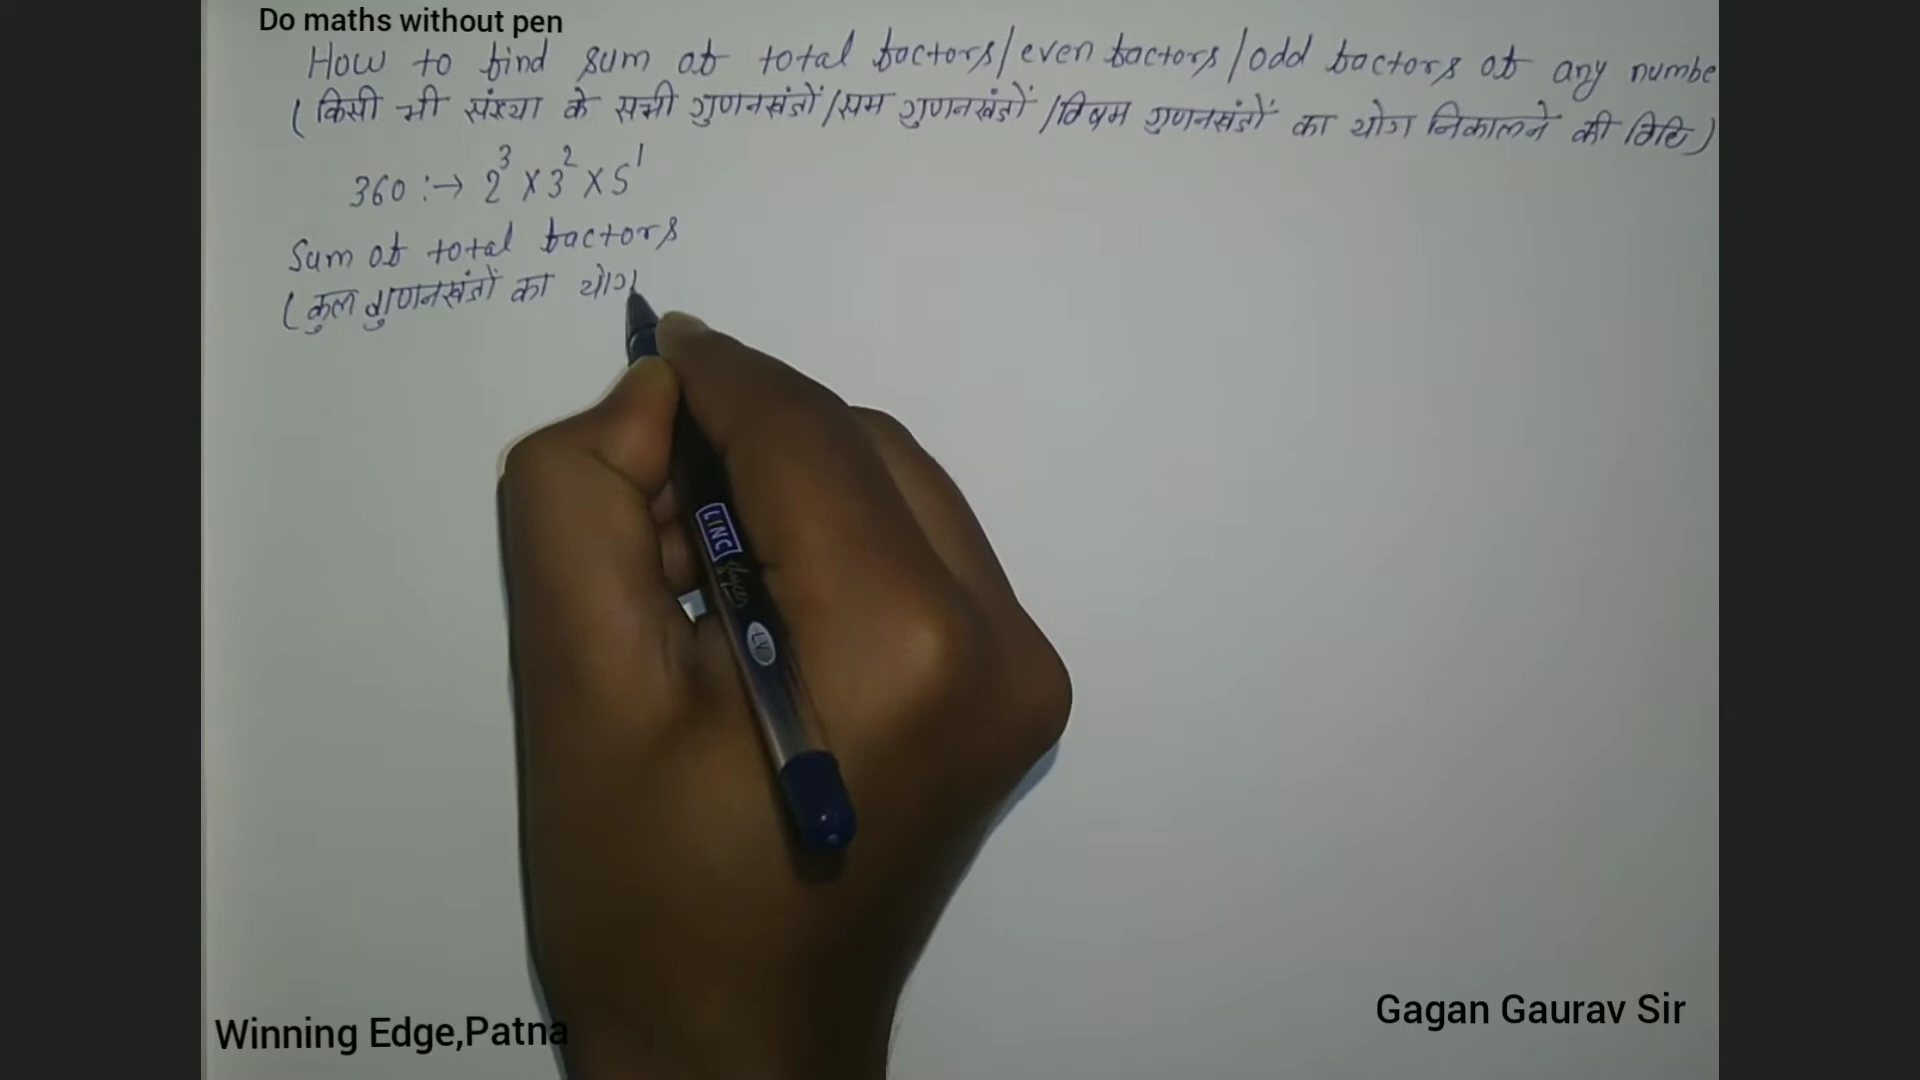 Do maths without pen
How to find sum of total factors/even factors/odd factors of any numbe
(किसी भी संख्या के सभी गुणनखंडों/सम गुणनखंडों/विषम गुणनखंडों का योग निकालने की विधि)
360 :→ 2³ X 3² X 5¹
Sum of total factors
(कुल गुणनखंडों का योग
LINC
Winning Edge,Patna
Gagan Gaurav Sir